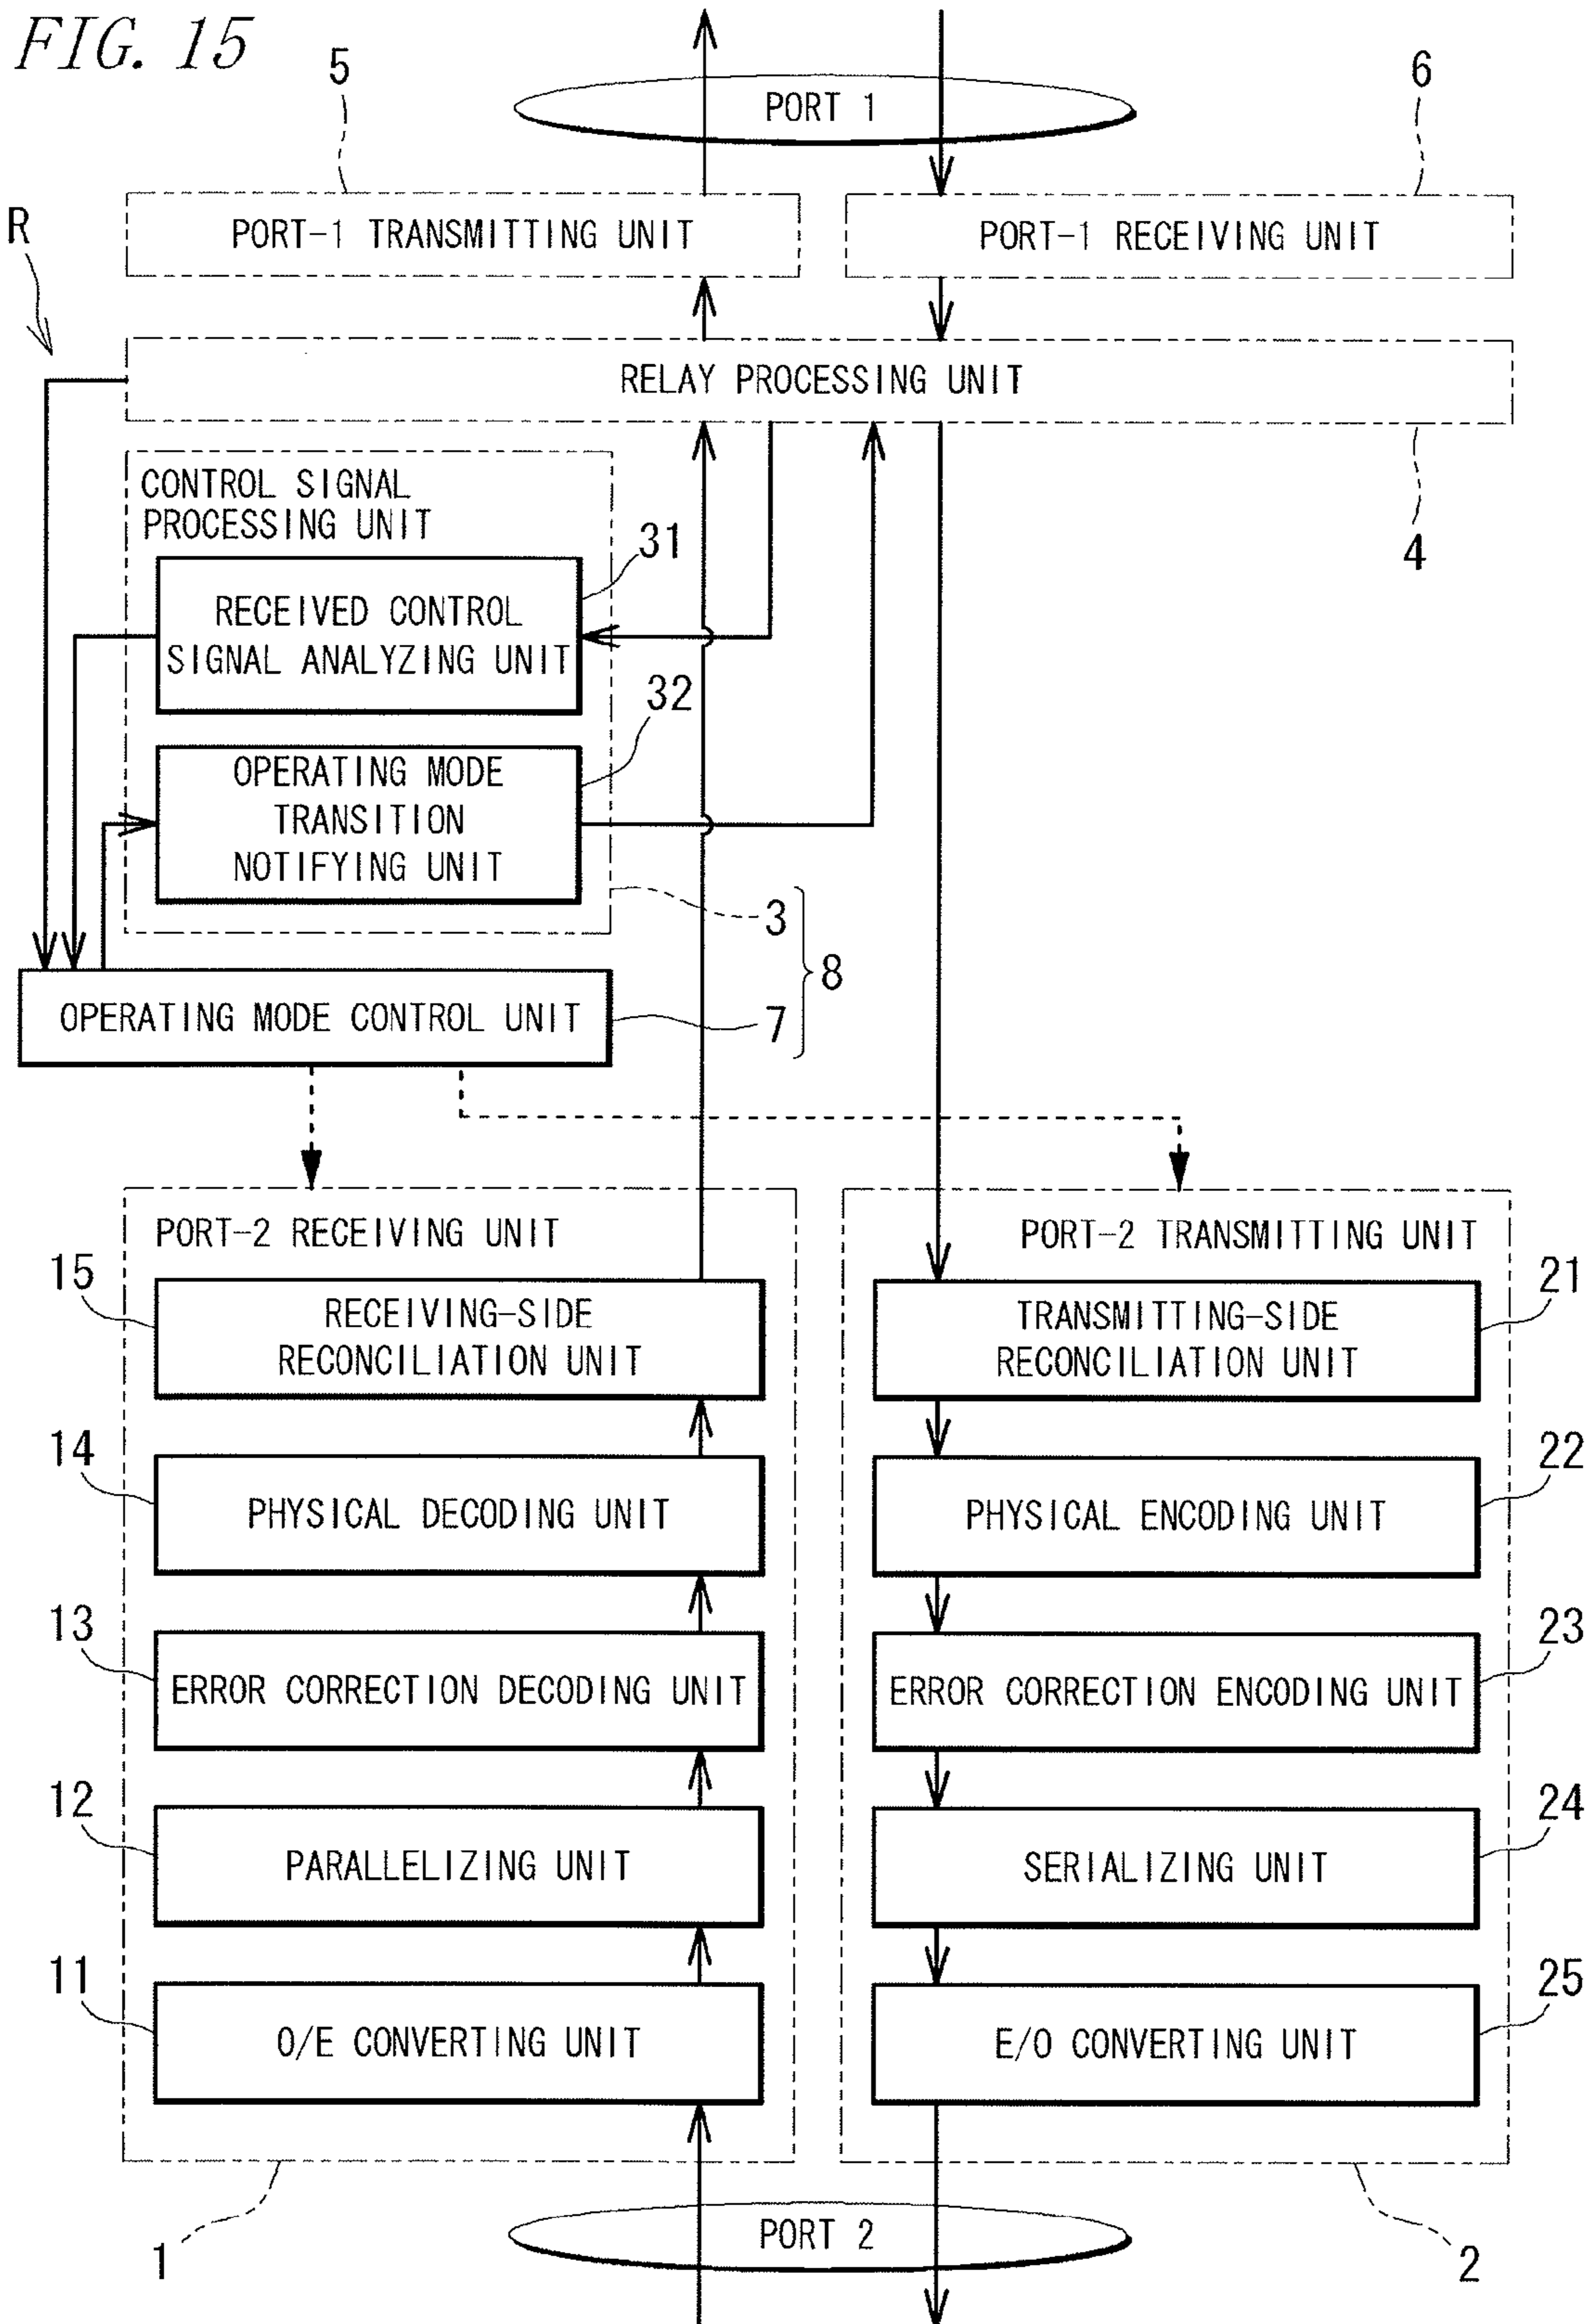 FIG. 15
5
PORT 1
6
R
PORT-1 TRANSMITTING UNIT
PORT-1 RECEIVING UNIT
RELAY PROCESSING UNIT
4
CONTROL SIGNAL
PROCESSING UNIT
31
RECEIVED CONTROL
SIGNAL ANALYZING UNIT
32
OPERATING MODE
TRANSITION
NOTIFYING UNIT
3
8
OPERATING MODE CONTROL UNIT
7
PORT-2 RECEIVING UNIT
15
RECEIVING-SIDE
RECONCILIATION UNIT
14
PHYSICAL DECODING UNIT
13
ERROR CORRECTION DECODING UNIT
12
PARALLELIZING UNIT
11
O/E CONVERTING UNIT
1
PORT-2 TRANSMITTING UNIT
21
TRANSMITTING-SIDE
RECONCILIATION UNIT
22
PHYSICAL ENCODING UNIT
23
ERROR CORRECTION ENCODING UNIT
24
SERIALIZING UNIT
25
E/O CONVERTING UNIT
2
PORT 2